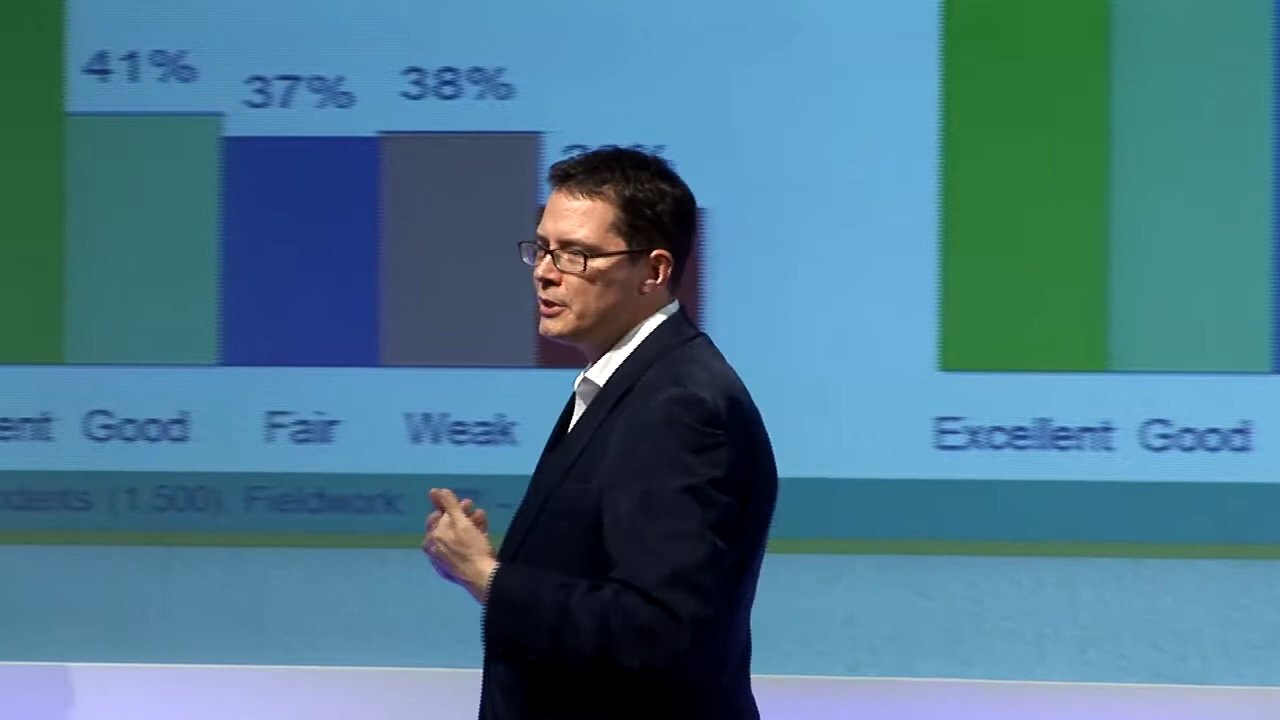 41%
37%
38%
Good
Fair
Weak
Excellent
Good
(1.500). Fieldwork